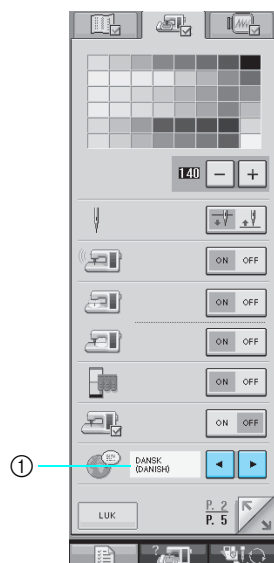 140
ON OFF
ON OFF
ON OFF
ON OFF
ON OFF
① DANSK
(DANISH)
LUK
P. 2
P. 5